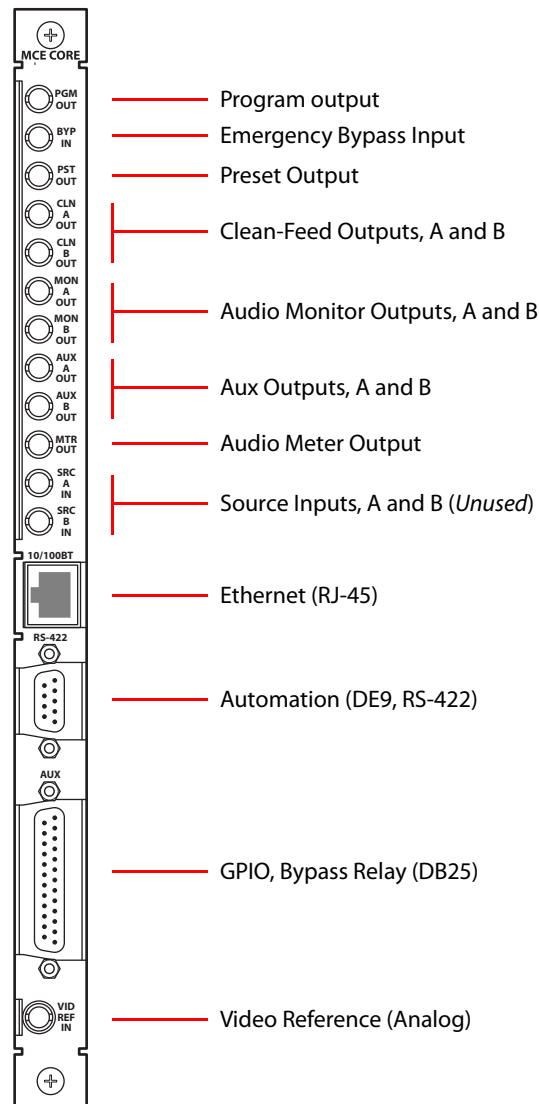 MCE CORE
PGM
OUT
Program output
BYP
IN
Emergency Bypass Input
PST
OUT
Preset Output
CLN
A
OUT
CLN
B
OUT
Clean-Feed Outputs, A and B
MON
A
OUT
MON
B
OUT
Audio Monitor Outputs, A and B
AUX
A
OUT
AUX
B
OUT
Aux Outputs, A and B
MTR
OUT
Audio Meter Output
SRC
A
IN
SRC
B
IN
Source Inputs, A and B (Unused)
10/100BT
Ethernet (RJ-45)
RS-422
Automation (DE9, RS-422)
AUX
GPIO, Bypass Relay (DB25)
VID
REF
IN
Video Reference (Analog)